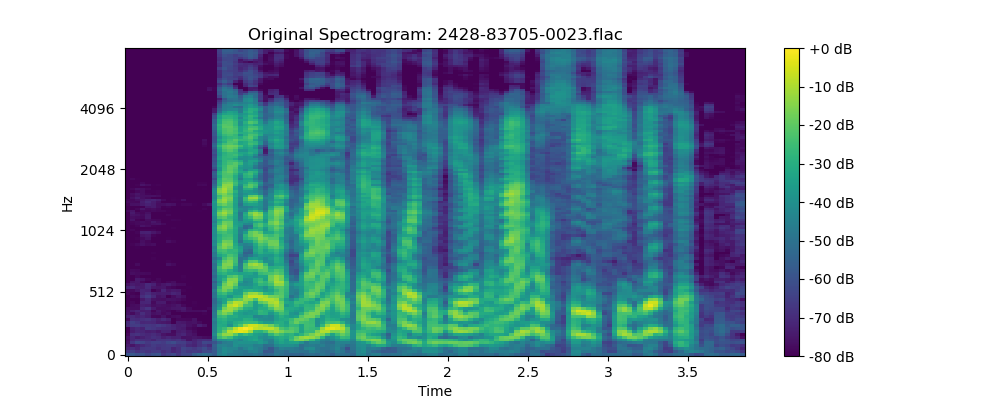 Original Spectrogram: 2428-83705-0023.flac
Hz
4096
2048
1024
512
0
0 0.5 1 1.5 2 2.5 3 3.5
Time
+0 dB
-10 dB
-20 dB
-30 dB
-40 dB
-50 dB
-60 dB
-70 dB
-80 dB